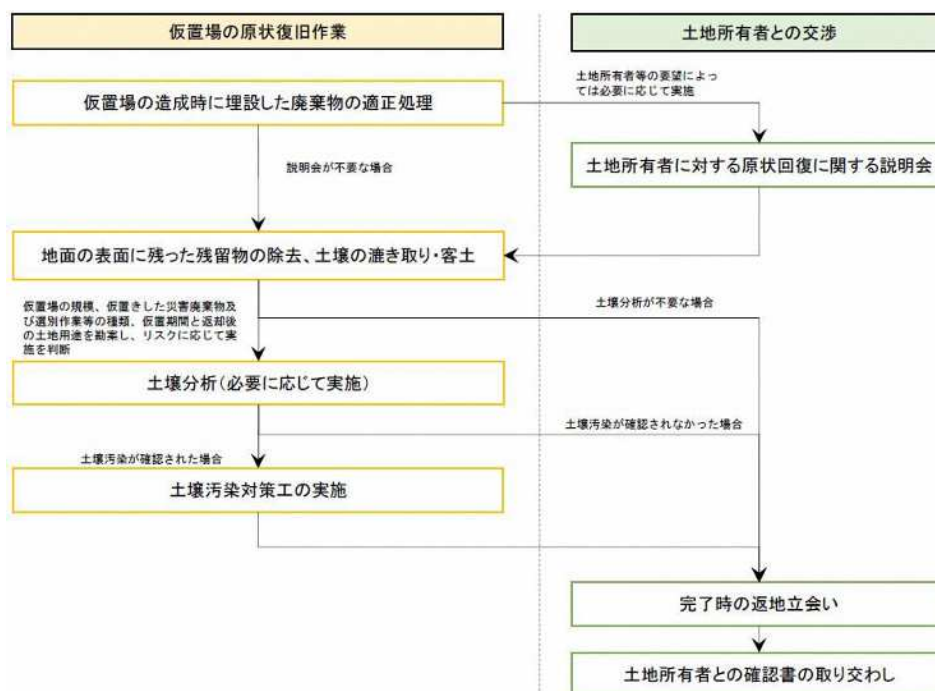 仮置場の原状復旧作業
土地所有者との交渉
仮置場の造成時に埋設した廃棄物の適正処理
土地所有者等の要望によっ
ては必要に応じて実施
説明会が不要な場合
土地所有者に対する原状回復に関する説明会
地面の表面に残った残留物の除去、土壌の漉き取り・客土
仮置場の規模、仮置きした災害廃棄物及
び選別作業等の種類、仮置期間と返却後
の土地用途を勘案し、リスクに応じて実
施を判断
土壌分析が不要な場合
土壌分析(必要に応じて実施)
土壌汚染が確認されなかった場合
土壌汚染が確認された場合
土壌汚染対策工の実施
完了時の返地立会い
土地所有者との確認書の取り交わし